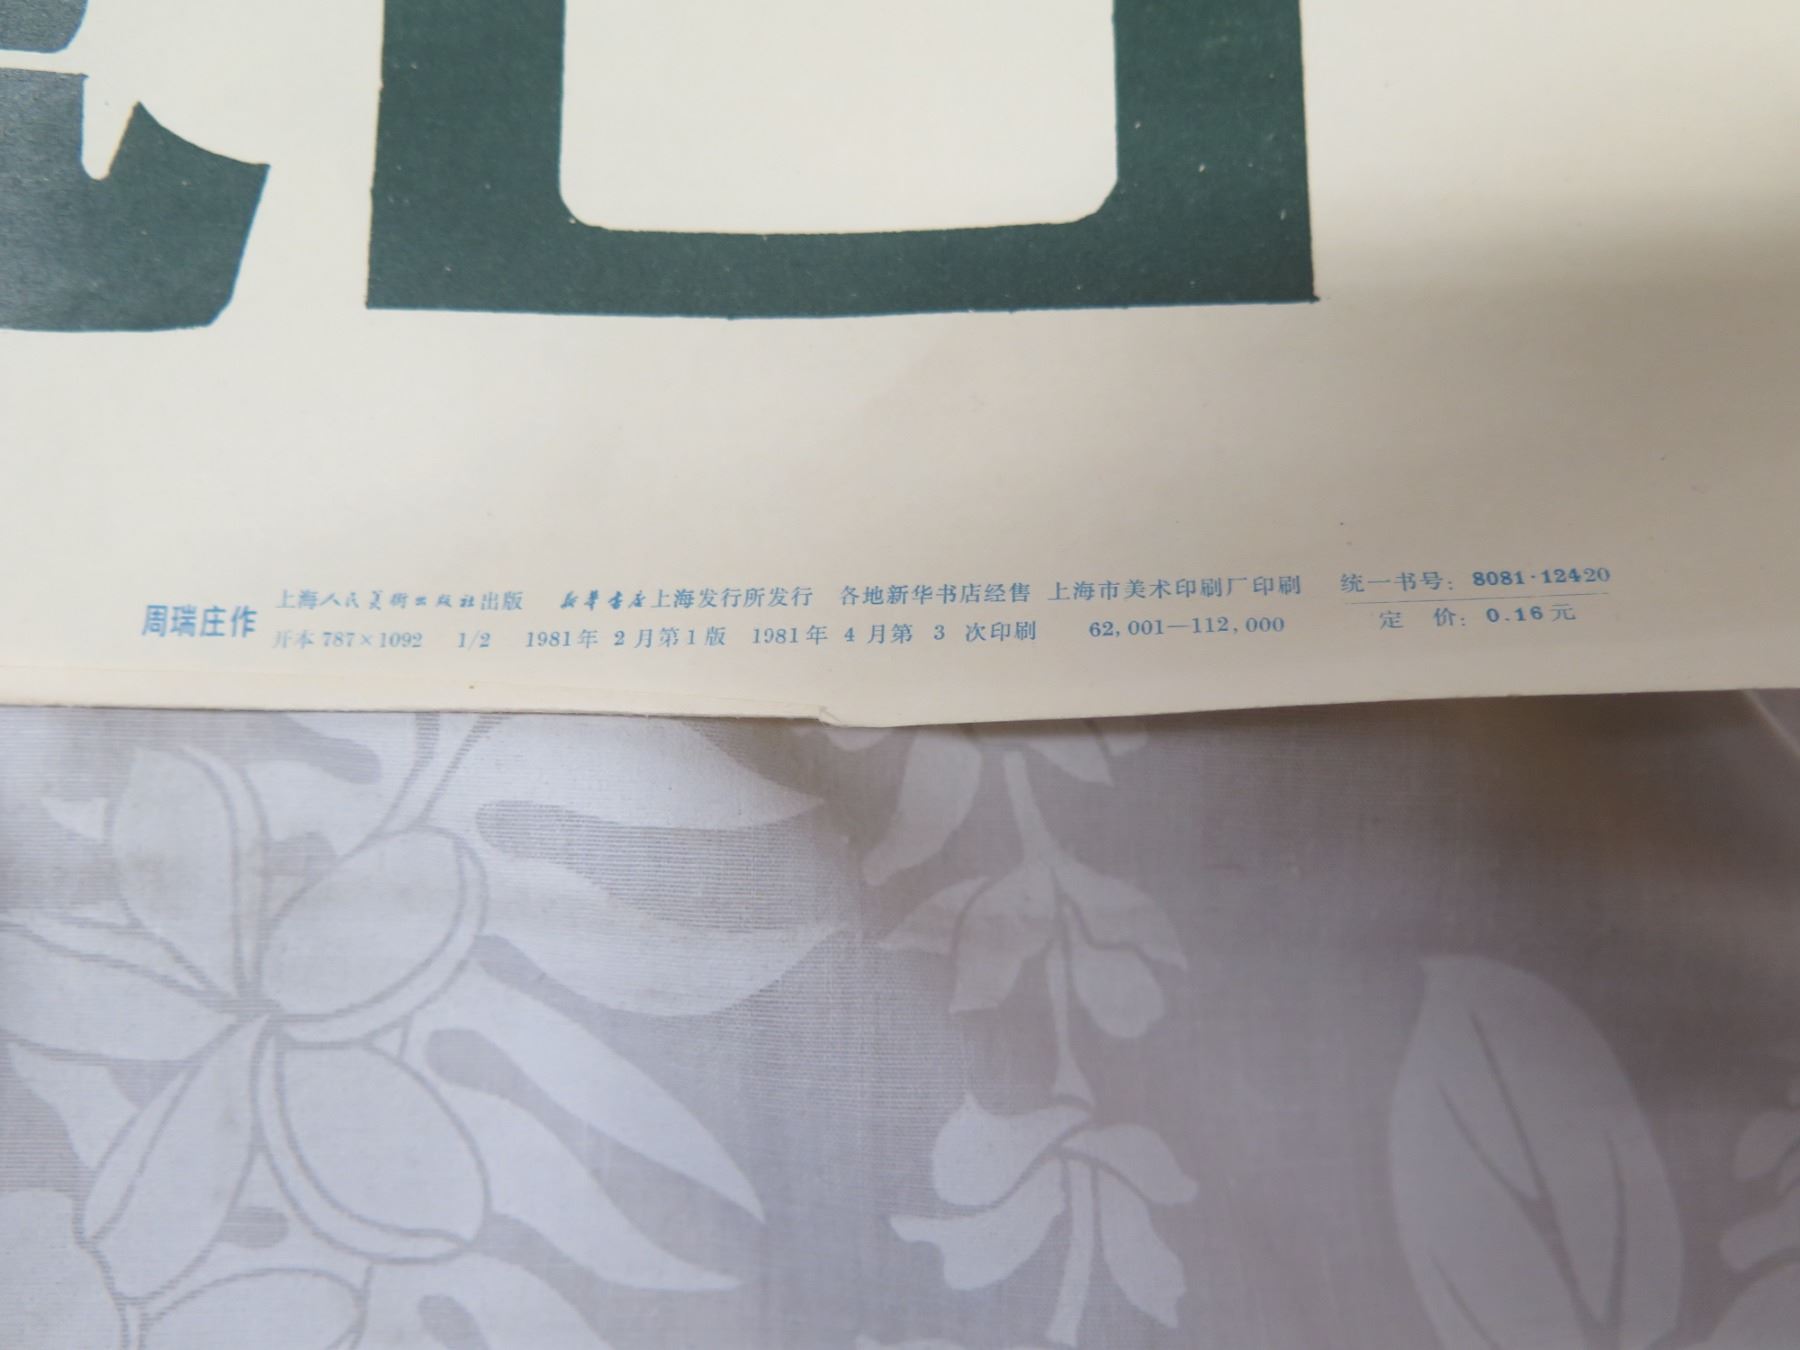 周瑞庄作
上海人民美術出版社出版 新華書店上海发行所发行 各地新华书店经售 上海市美术印刷厂印刷 统一书号：8081·12420
开本 787×1092 1/2 1981年 2 月第1版 1981年 4 月第 3 次印刷 62,001—112,000 定 价：0.16元